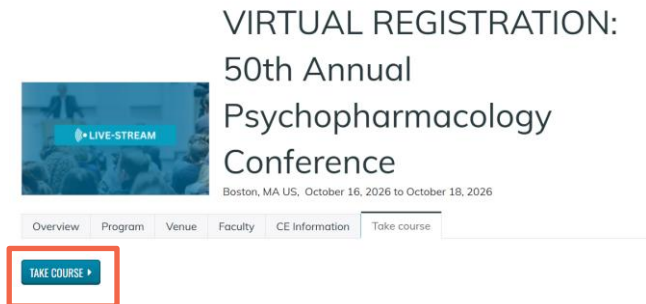 VIRTUAL REGISTRATION:
50th Annual
Psychopharmacology
Conference
LIVE-STREAM
Boston, MA US, October 16, 2026 to October 18, 2026
Overview Program Venue Faculty CE Information Take course
TAKE COURSE